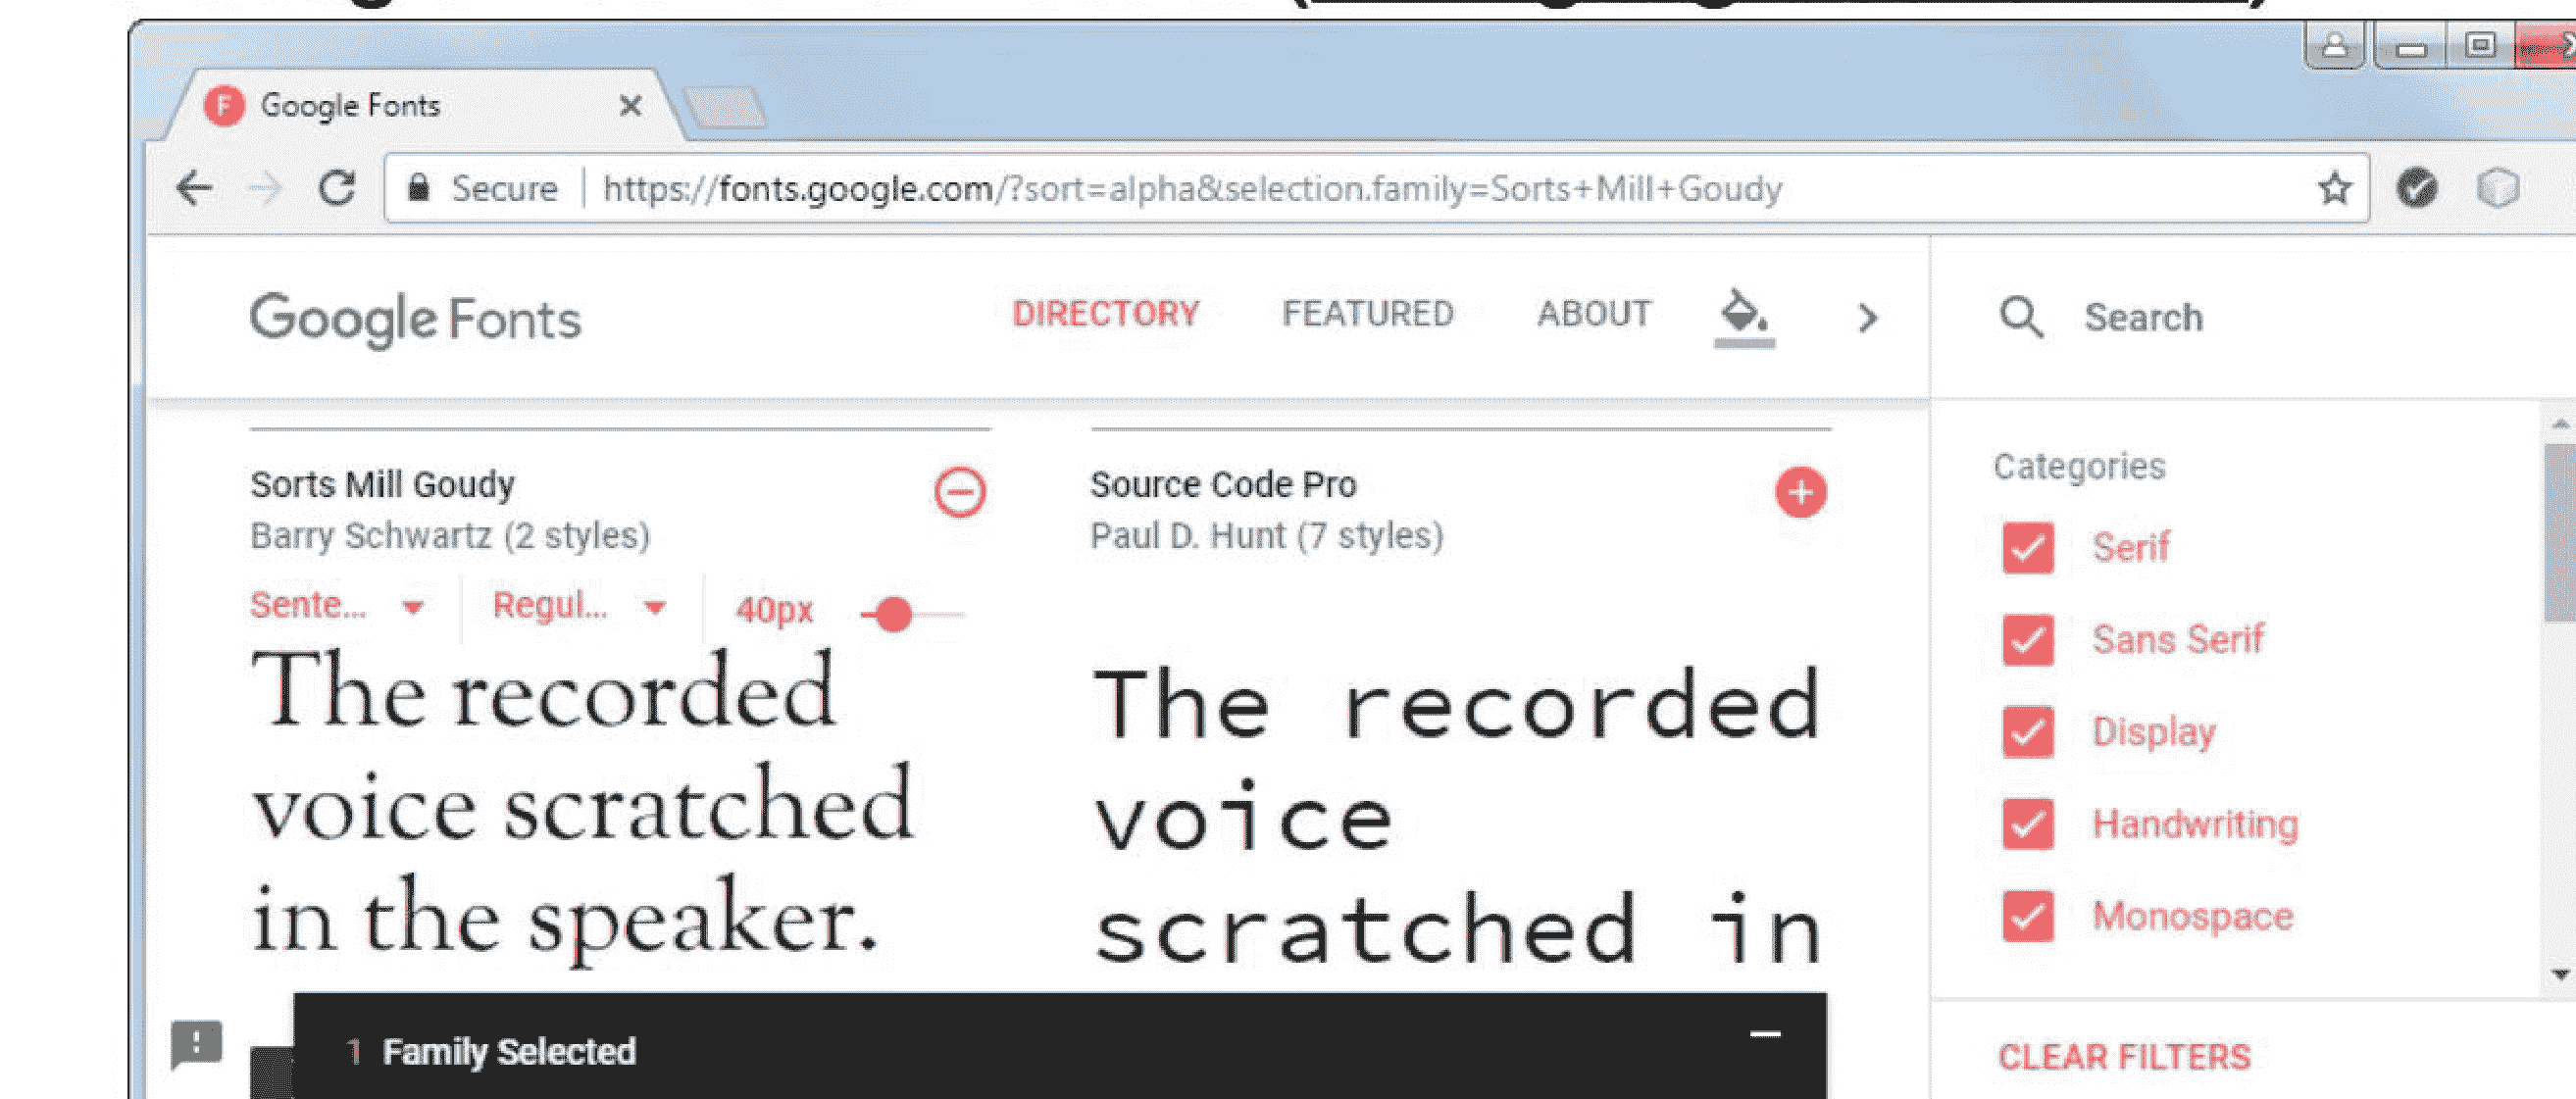 Google Fonts
Secure
https://fonts.google.com/?sort=alpha&selection.family=Sorts+Mill+Goudy
Google Fonts
DIRECTORY
FEATURED
ABOUT
Search
Sorts Mill Goudy
Barry Schwartz (2 styles)
Sente...
Regul...
40px
The recorded
voice scratched
in the speaker.
Source Code Pro
Paul D. Hunt (7 styles)
The recorded
voice
scratched in
Categories
Serif
Sans Serif
Display
Handwriting
Monospace
1 Family Selected
CLEAR FILTERS